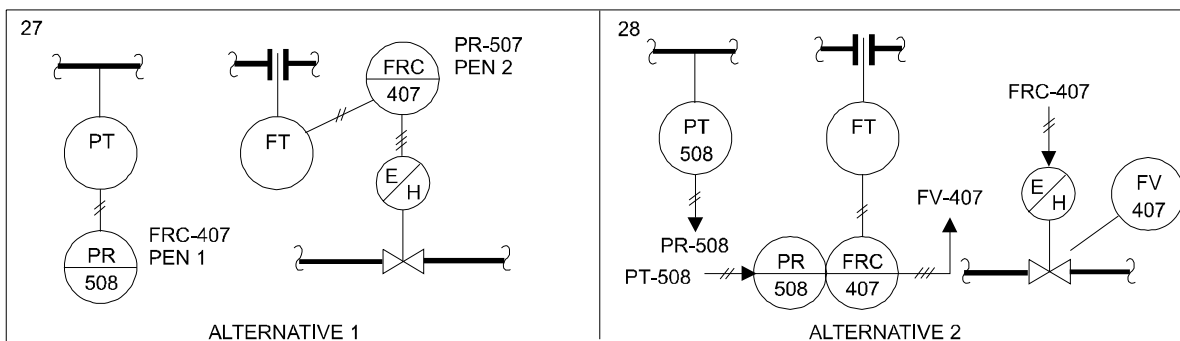 27
PT
PR
508
FRC-407
PEN 1
FT
FRC
407
PR-507
PEN 2
E
H
ALTERNATIVE 1
28
PT
508
PR-508
PT-508
PR
508
FT
FRC
407
FV-407
FRC-407
E
H
FV
407
ALTERNATIVE 2